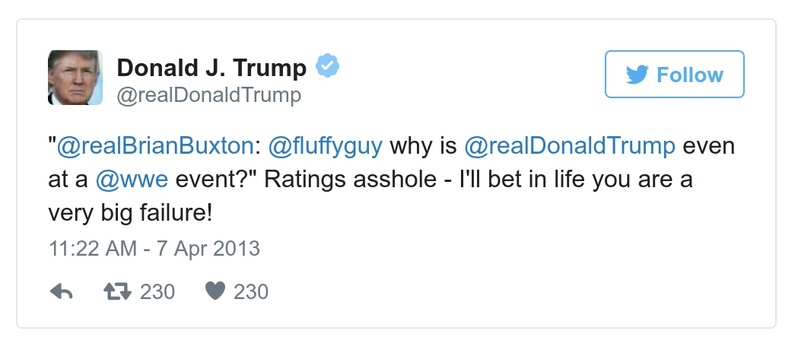 Donald J. Trump
@realDonaldTrump
Follow
"@realBrianBuxton: @fluffyguy why is @realDonaldTrump even
at a @wwe event?" Ratings asshole - I'll bet in life you are a
very big failure!
11:22 AM - 7 Apr 2013
230 230